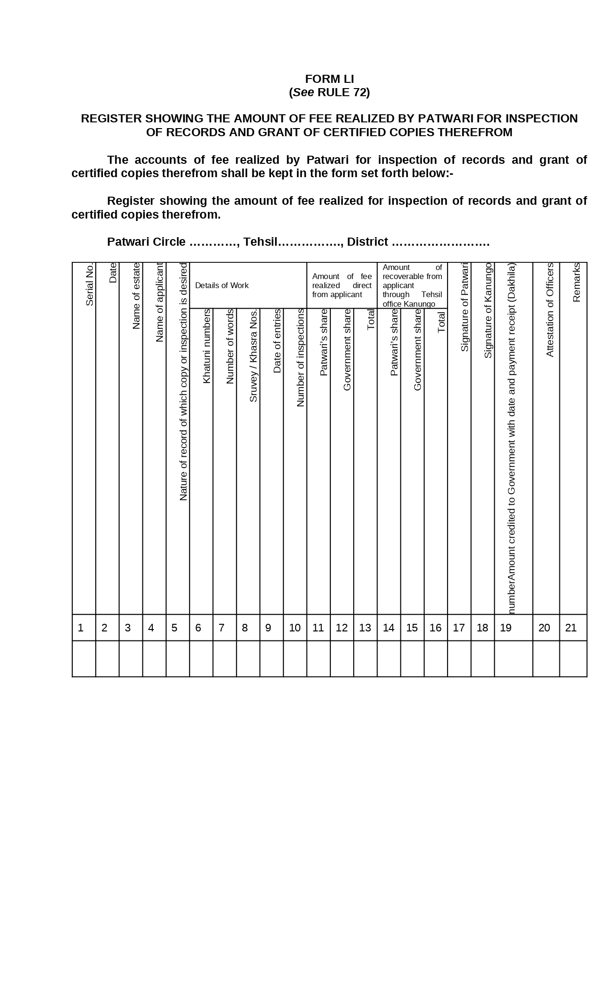 FORM LI
(See RULE 72)
REGISTER SHOWING THE AMOUNT OF FEE REALIZED BY PATWARI FOR INSPECTION
OF RECORDS AND GRANT OF CERTIFIED COPIES THEREFROM
The accounts of fee realized by Patwari for inspection of records and grant of
certified copies therefrom shall be kept in the form set forth below:-
Register showing the amount of fee realized for inspection of records and grant of
certified copies therefrom.
Patwari Circle …………, Tehsil……………., District …………………….
Serial No.
Date
Name of estate
Name of applicant
Nature of record of which copy or inspection is desired
Details of Work
Amount of fee
realized direct
from applicant
Amount of
recoverable from
applicant
through Tehsil
office Kanungo
Signature of Patwari
Signature of Kanungo
numberAmount credited to Government with date and payment receipt (Dakhila)
Attestation of Officers
Remarks
Khatuni numbers
Number of words
Sruvey / Khasra Nos.
Date of entries
Number of inspections
Patwari's share
Government share
Total
Patwari's share
Government share
Total
1 2 3 4 5 6 7 8 9 10 11 12 13 14 15 16 17 18 19 20 21